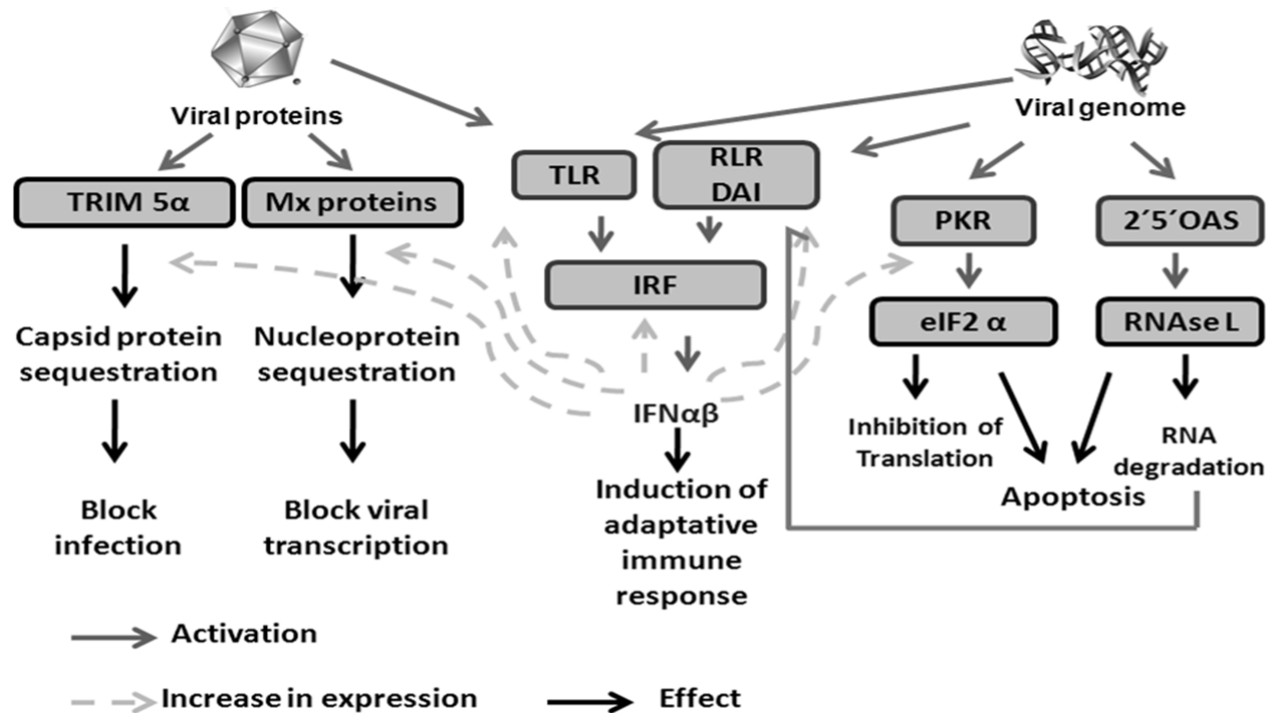 Viral proteins
Viral genome
TRIM 5α
Mx proteins
TLR
RLR
DAI
PKR
2´5´OAS
IRF
eIF2 α
RNAse L
Capsid protein
sequestration
Nucleoprotein
sequestration
IFNαβ
Inhibition of
Translation
RNA
degradation
Apoptosis
Block
infection
Block viral
transcription
Induction of
adaptative
immune
response
Activation
Increase in expression
Effect